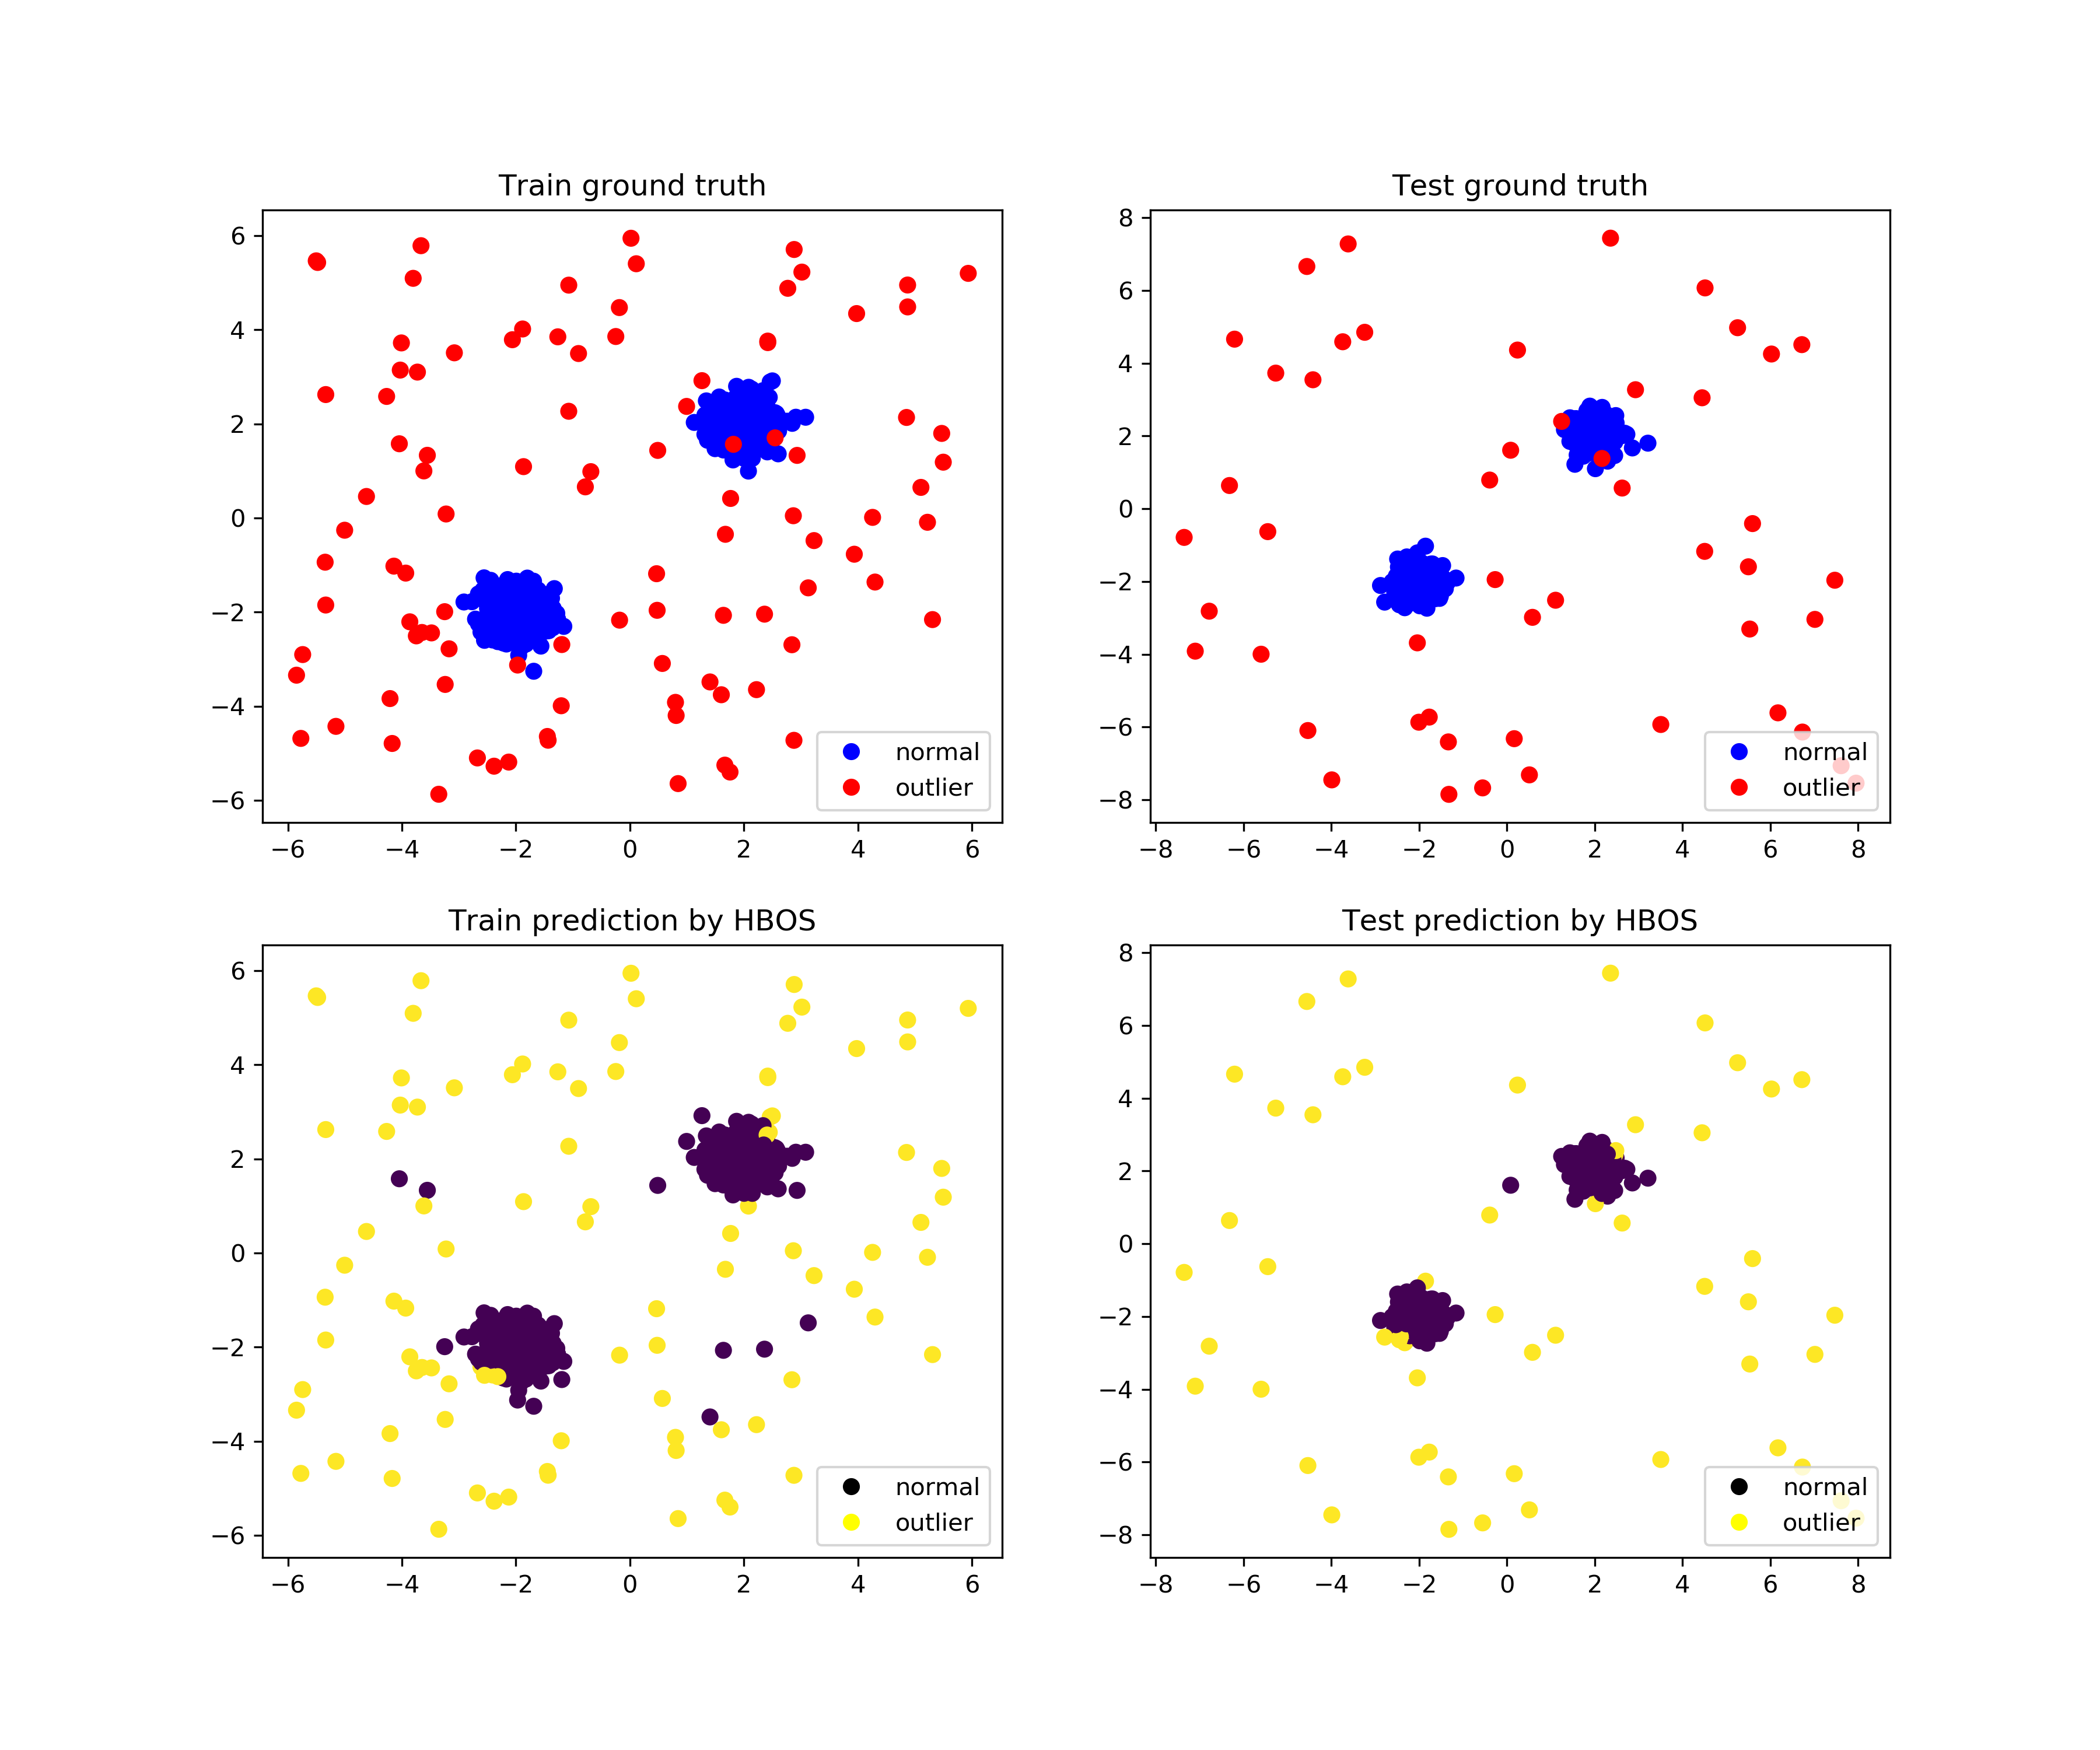 Train ground truth
6
4
2
0
−2
−4
−6
−6 −4 −2 0 2 4 6
normal
outlier
Test ground truth
8
6
4
2
0
−2
−4
−6
−8
−8 −6 −4 −2 0 2 4 6 8
normal
outlier
Train prediction by HBOS
6
4
2
0
−2
−4
−6
−6 −4 −2 0 2 4 6
normal
outlier
Test prediction by HBOS
8
6
4
2
0
−2
−4
−6
−8
−8 −6 −4 −2 0 2 4 6 8
normal
outlier